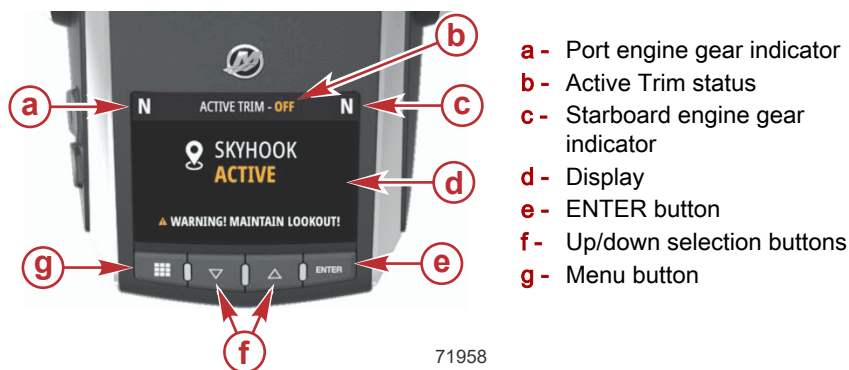 b
a
N
ACTIVE TRIM - OFF
N
c
SKYHOOK
ACTIVE
d
WARNING! MAINTAIN LOOKOUT!
g
ENTER
e
f
71958
a - Port engine gear indicator
b - Active Trim status
c - Starboard engine gear
indicator
d - Display
e - ENTER button
f - Up/down selection buttons
g - Menu button